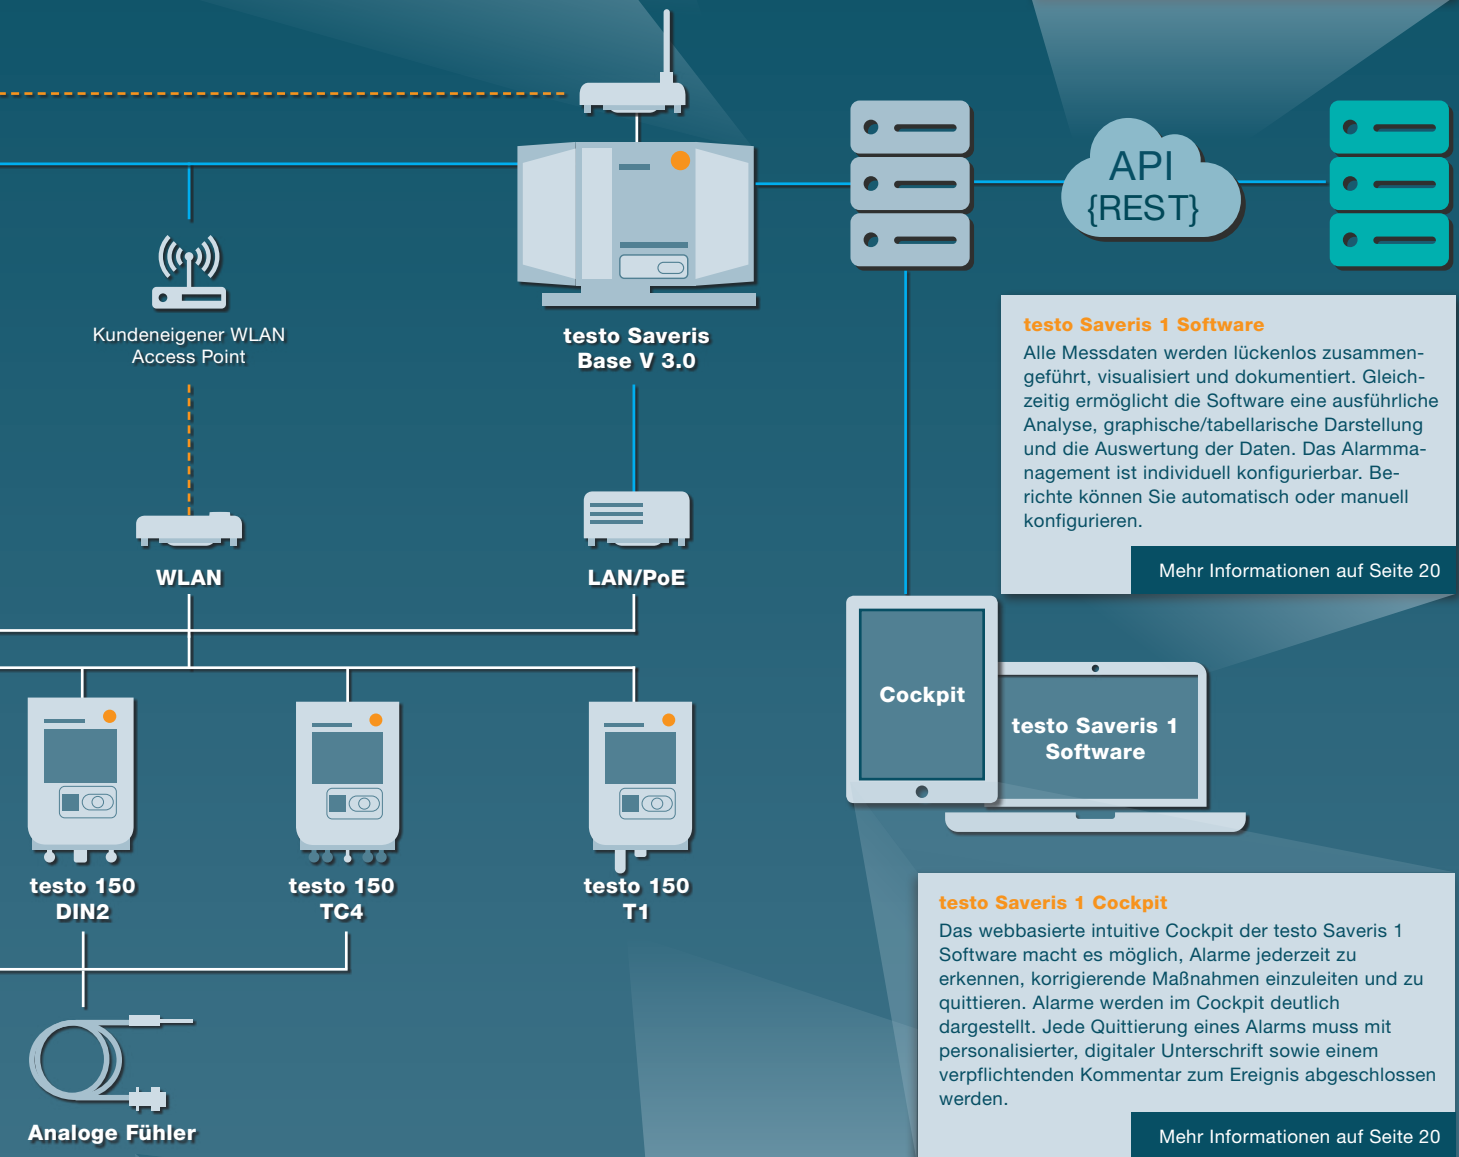 API
{REST}
Kundeneigener WLAN
Access Point
testo Saveris
Base V 3.0
testo Saveris 1 Software
Alle Messdaten werden lückenlos zusammen-
geführt, visualisiert und dokumentiert. Gleich-
zeitig ermöglicht die Software eine ausführliche
Analyse, graphische/tabellarische Darstellung
und die Auswertung der Daten. Das Alarmma-
nagement ist individuell konfigurierbar. Be-
richte können Sie automatisch oder manuell
konfigurieren.
Mehr Informationen auf Seite 20
WLAN
LAN/PoE
Cockpit
testo Saveris 1
Software
testo 150
DIN2
testo 150
TC4
testo 150
T1
testo Saveris 1 Cockpit
Das webbasierte intuitive Cockpit der testo Saveris 1
Software macht es möglich, Alarme jederzeit zu
erkennen, korrigierende Maßnahmen einzuleiten und zu
quittieren. Alarme werden im Cockpit deutlich
dargestellt. Jede Quittierung eines Alarms muss mit
personalisierter, digitaler Unterschrift sowie einem
verpflichtenden Kommentar zum Ereignis abgeschlossen
werden.
Mehr Informationen auf Seite 20
Analoge Fühler